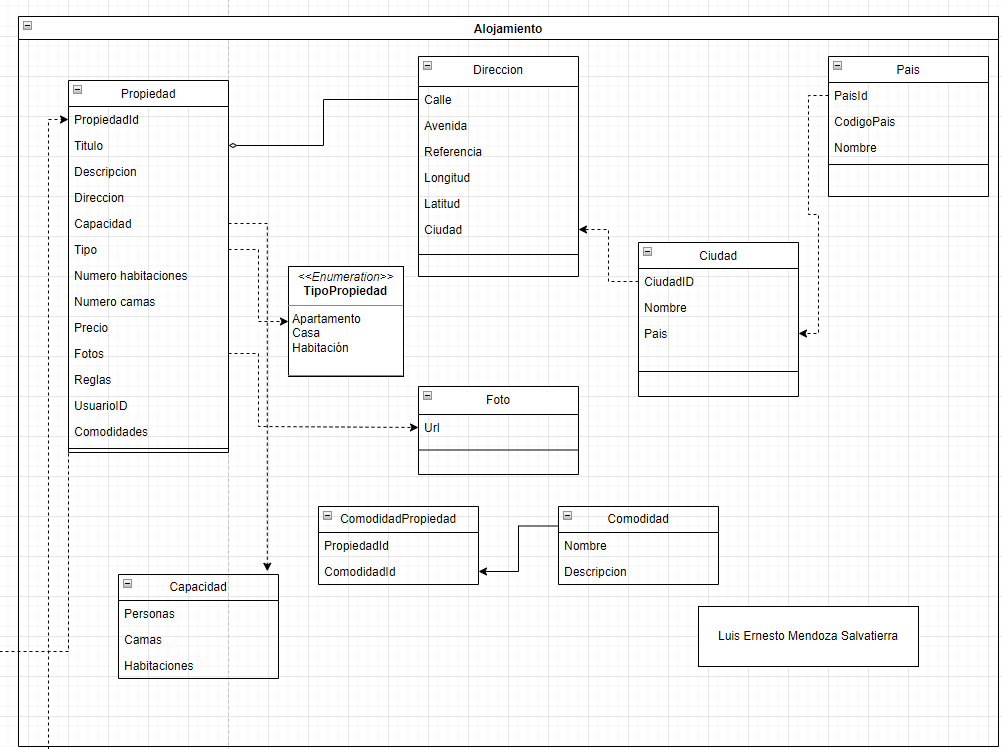 Alojamiento
Propiedad
PropiedadId
Titulo
Descripcion
Direccion
Capacidad
Tipo
Numero habitaciones
Numero camas
Precio
Fotos
Reglas
UsuarioID
Comodidades
Direccion
Calle
Avenida
Referencia
Longitud
Latitud
Ciudad
Pais
PaisId
CodigoPais
Nombre
Ciudad
CiudadID
Nombre
Pais
<<Enumeration>>
TipoPropiedad
Apartamento
Casa
Habitación
Foto
Url
ComodidadPropiedad
PropiedadId
ComodidadId
Comodidad
Nombre
Descripcion
Capacidad
Personas
Camas
Habitaciones
Luis Ernesto Mendoza Salvatierra